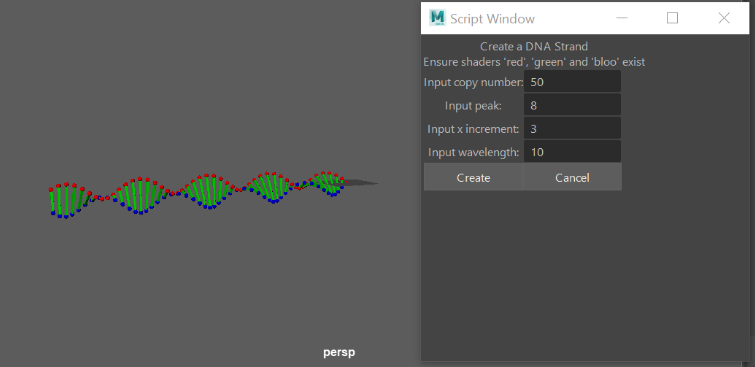 Script Window
Create a DNA Strand
Ensure shaders 'red', 'green' and 'bloo' exist
Input copy number: 50
Input peak: 8
Input x increment: 3
Input wavelength: 10
Create Cancel
persp